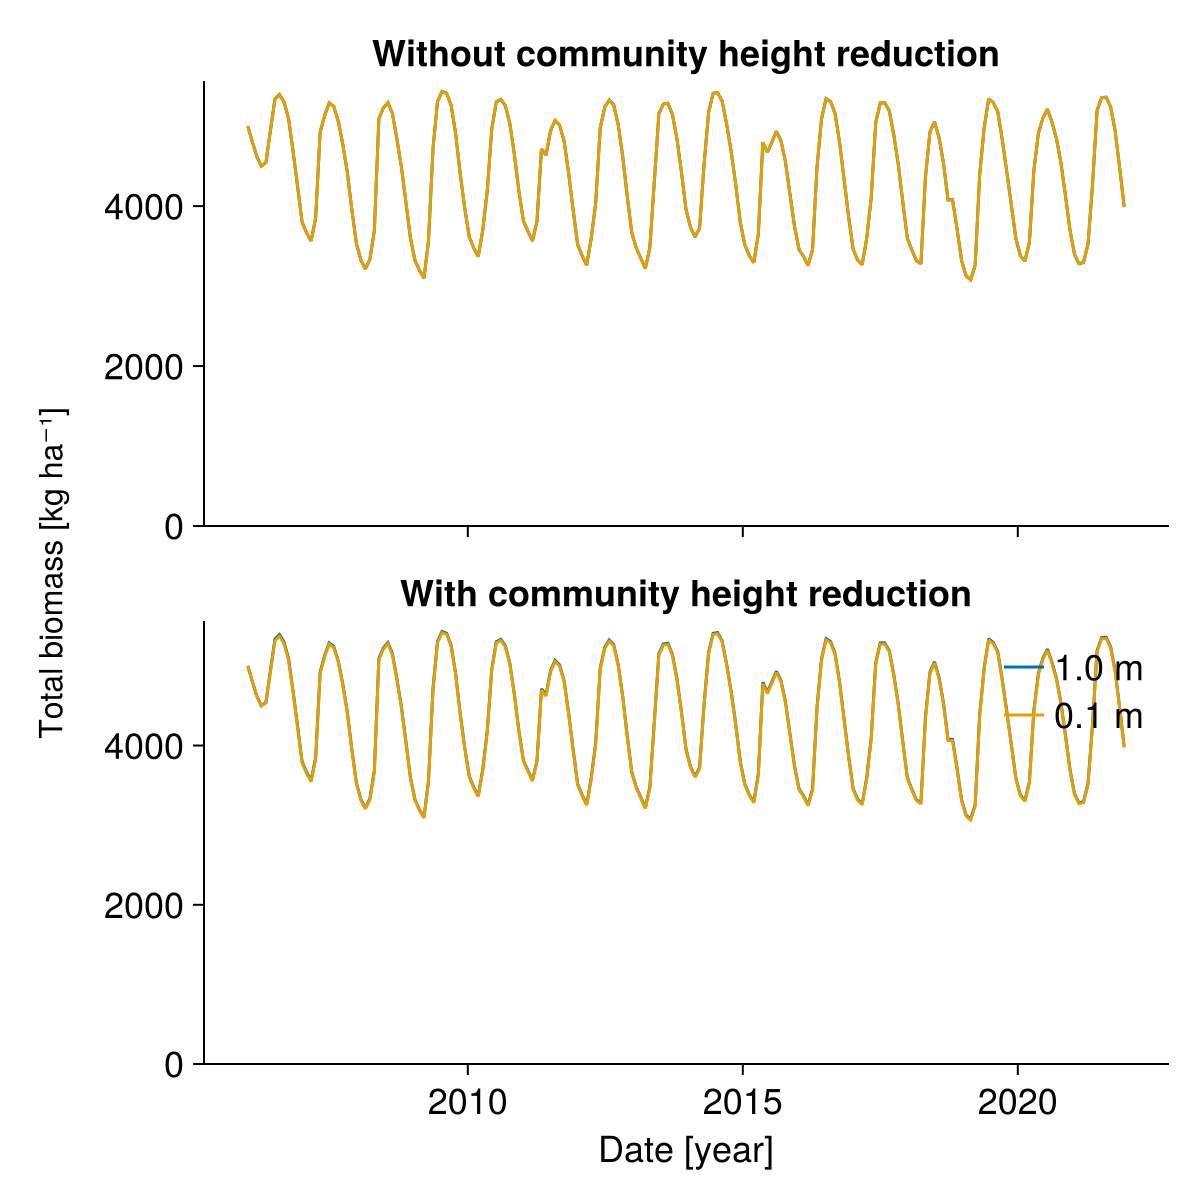 Without community height reduction
4000
2000
0
Total biomass [kg ha⁻¹]
With community height reduction
1.0 m
0.1 m
4000
2000
0
2010 2015 2020
Date [year]